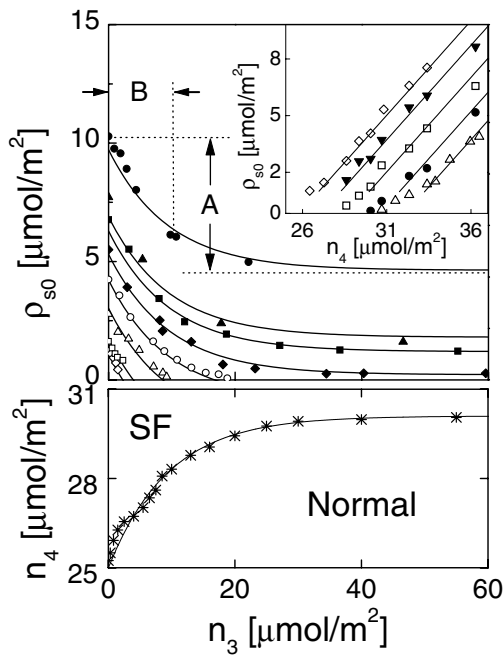 15
10
5
0
ρs0 [μmol/m²]
B
A
8
5
2
0
ρs0 [μmol/m²]
26
31
36
n4 [μmol/m²]
31
28
25
n4 [μmol/m²]
SF
Normal
0
20
40
60
n3 [μmol/m²]